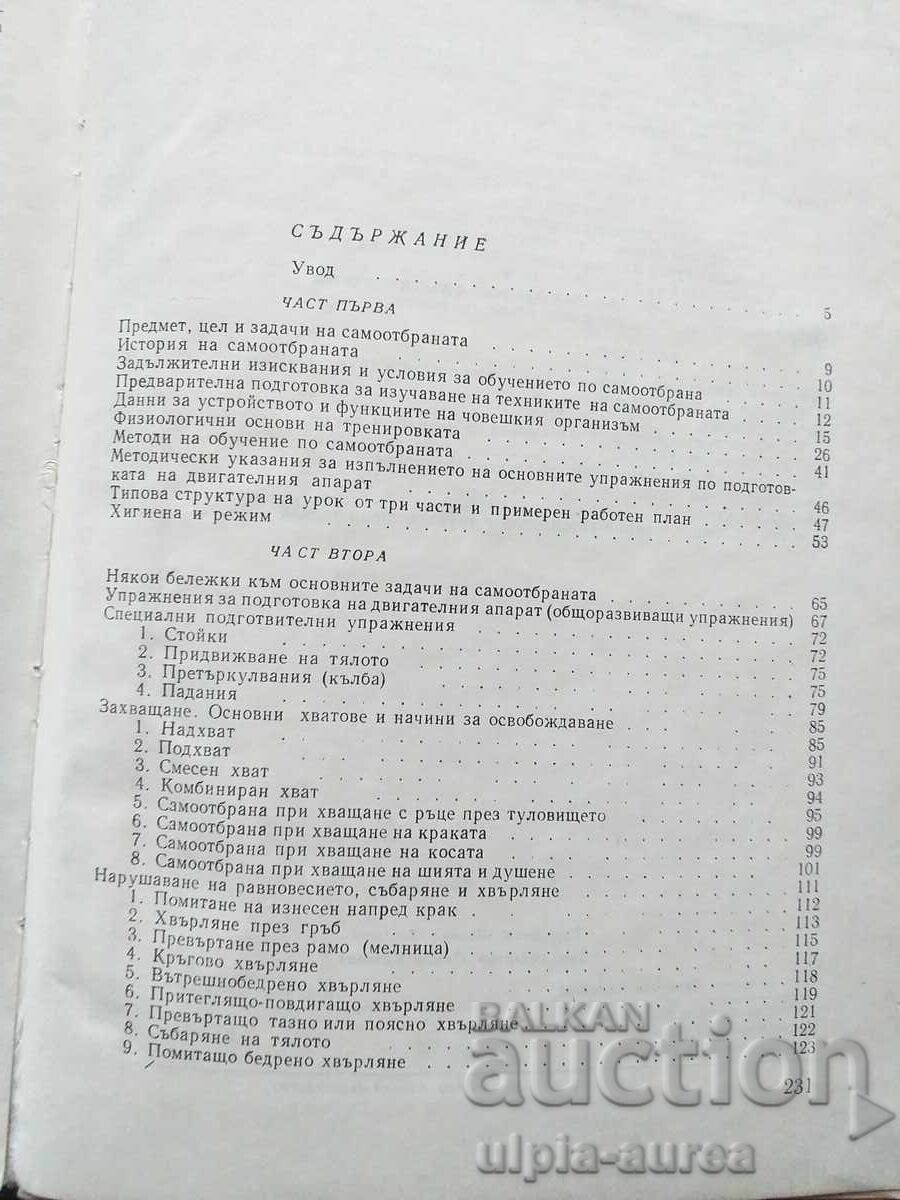 СЪДЪРЖАНИЕ
Увод . . . . . . . . . . . . . . . . 5
ЧАСТ ПЪРВА
Предмет, цел и задачи на самоотбраната . . . . . . . . 9
История на самоотбраната . . . . . . . . . . . . 10
Задължителни изисквания и условия за обучението по самоотбрана . . . . 11
Предварителна подготовка за изучаване на техниките на самоотбраната . . . 12
Данни за устройството и функциите на човешкия организъм . . . . . 15
Физиологични основи на тренировката . . . . . . . . . 26
Методи на обучение по самоотбраната . . . . . . . . . 41
Методически указания за изпълнението на основните упражнения по подготов-
ката на двигателния апарат . . . . . . . . . . . 46
Типова структура на урок от три части и примерен работен план . . . . 47
Хигиена и режим . . . . . . . . . . . . . . 53
ЧАСТ ВТОРА
Някои бележки към основните задачи на самоотбраната . . . . . . 65
Упражнения за подготовка на двигателния апарат (общоразвиващи упражнения) 67
Специални подготвителни упражнения . . . . . . . . . 72
1. Стойки . . . . . . . . . . . . . . 72
2. Придвижване на тялото . . . . . . . . . . 75
3. Претъркулвания (кълба) . . . . . . . . . . 75
4. Падания . . . . . . . . . . . . . . 79
Захващане. Основни хватове и начини за освобождаване . . . . . . 85
1. Надхват . . . . . . . . . . . . . . 85
2. Подхват . . . . . . . . . . . . . . 91
3. Смесен хват . . . . . . . . . . . . . 93
4. Комбиниран хват . . . . . . . . . . . . 94
5. Самоотбрана при хващане с ръце през туловището . . . . . 95
6. Самоотбрана при хващане на краката . . . . . . . . 99
7. Самоотбрана при хващане на косата . . . . . . . . 99
8. Самоотбрана при хващане на шията и душене . . . . . . 101
Нарушаване на равновесието, събаряне и хвърляне . . . . . . . 111
1. Помитане на изнесен напред крак . . . . . . . . 112
2. Хвърляне през гръб . . . . . . . . . . . 113
3. Превъртане през рамо (мелница) . . . . . . . . 115
4. Кръгово хвърляне . . . . . . . . . . . 117
5. Вътрешнобедрено хвърляне . . . . . . . . . 118
6. Притеглящо-повдигащо хвърляне . . . . . . . . 119
7. Превъртащо тазно или поясно хвърляне . . . . . . . 121
8. Събаряне на тялото . . . . . . . . . . . 122
9. Помитащо бедрено хвърляне . . . . . . . . . 123
231
BALKAN
auction
ulpia-aurea